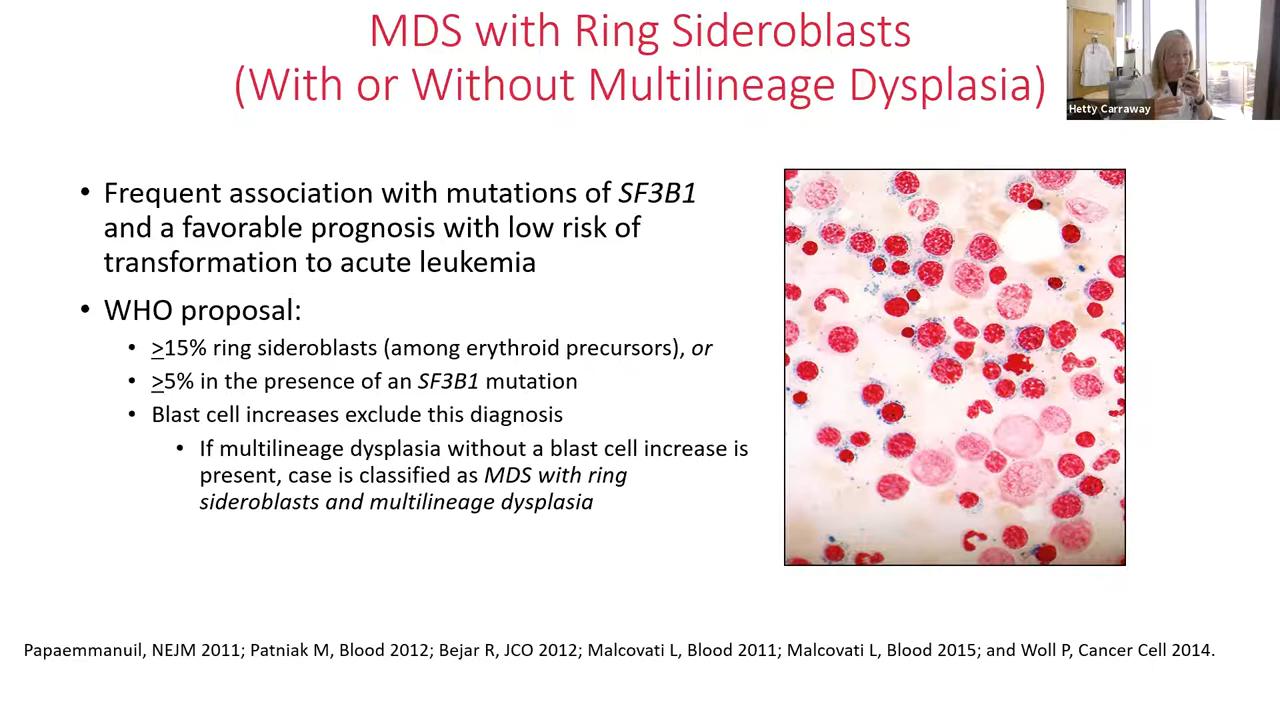 MDS with Ring Sideroblasts
(With or Without Multilineage Dysplasia)
Hetty Carraway
• Frequent association with mutations of SF3B1
and a favorable prognosis with low risk of
transformation to acute leukemia
• WHO proposal:
• ≥15% ring sideroblasts (among erythroid precursors), or
• ≥5% in the presence of an SF3B1 mutation
• Blast cell increases exclude this diagnosis
• If multilineage dysplasia without a blast cell increase is
present, case is classified as MDS with ring
sideroblasts and multilineage dysplasia
Papaemmanuil, NEJM 2011; Patniak M, Blood 2012; Bejar R, JCO 2012; Malcovati L, Blood 2011; Malcovati L, Blood 2015; and Woll P, Cancer Cell 2014.